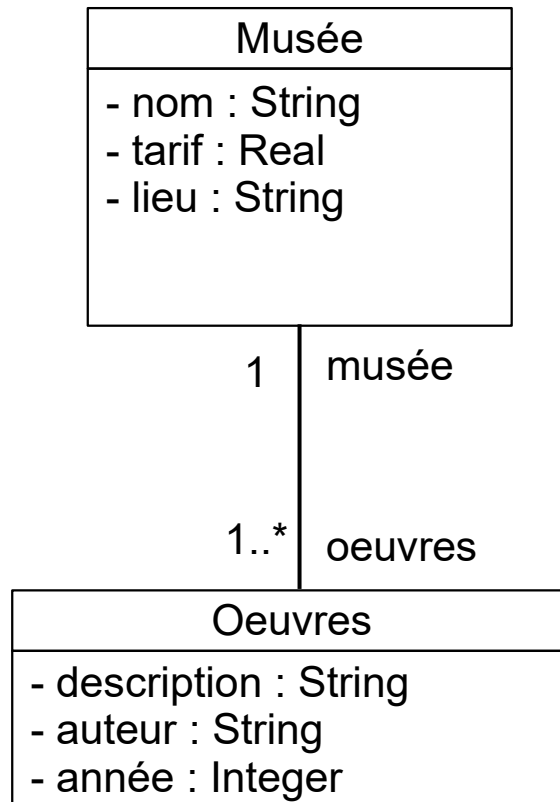 Musée
- nom : String
- tarif : Real
- lieu : String
1 musée
1..* oeuvres
Oeuvres
- description : String
- auteur : String
- année : Integer